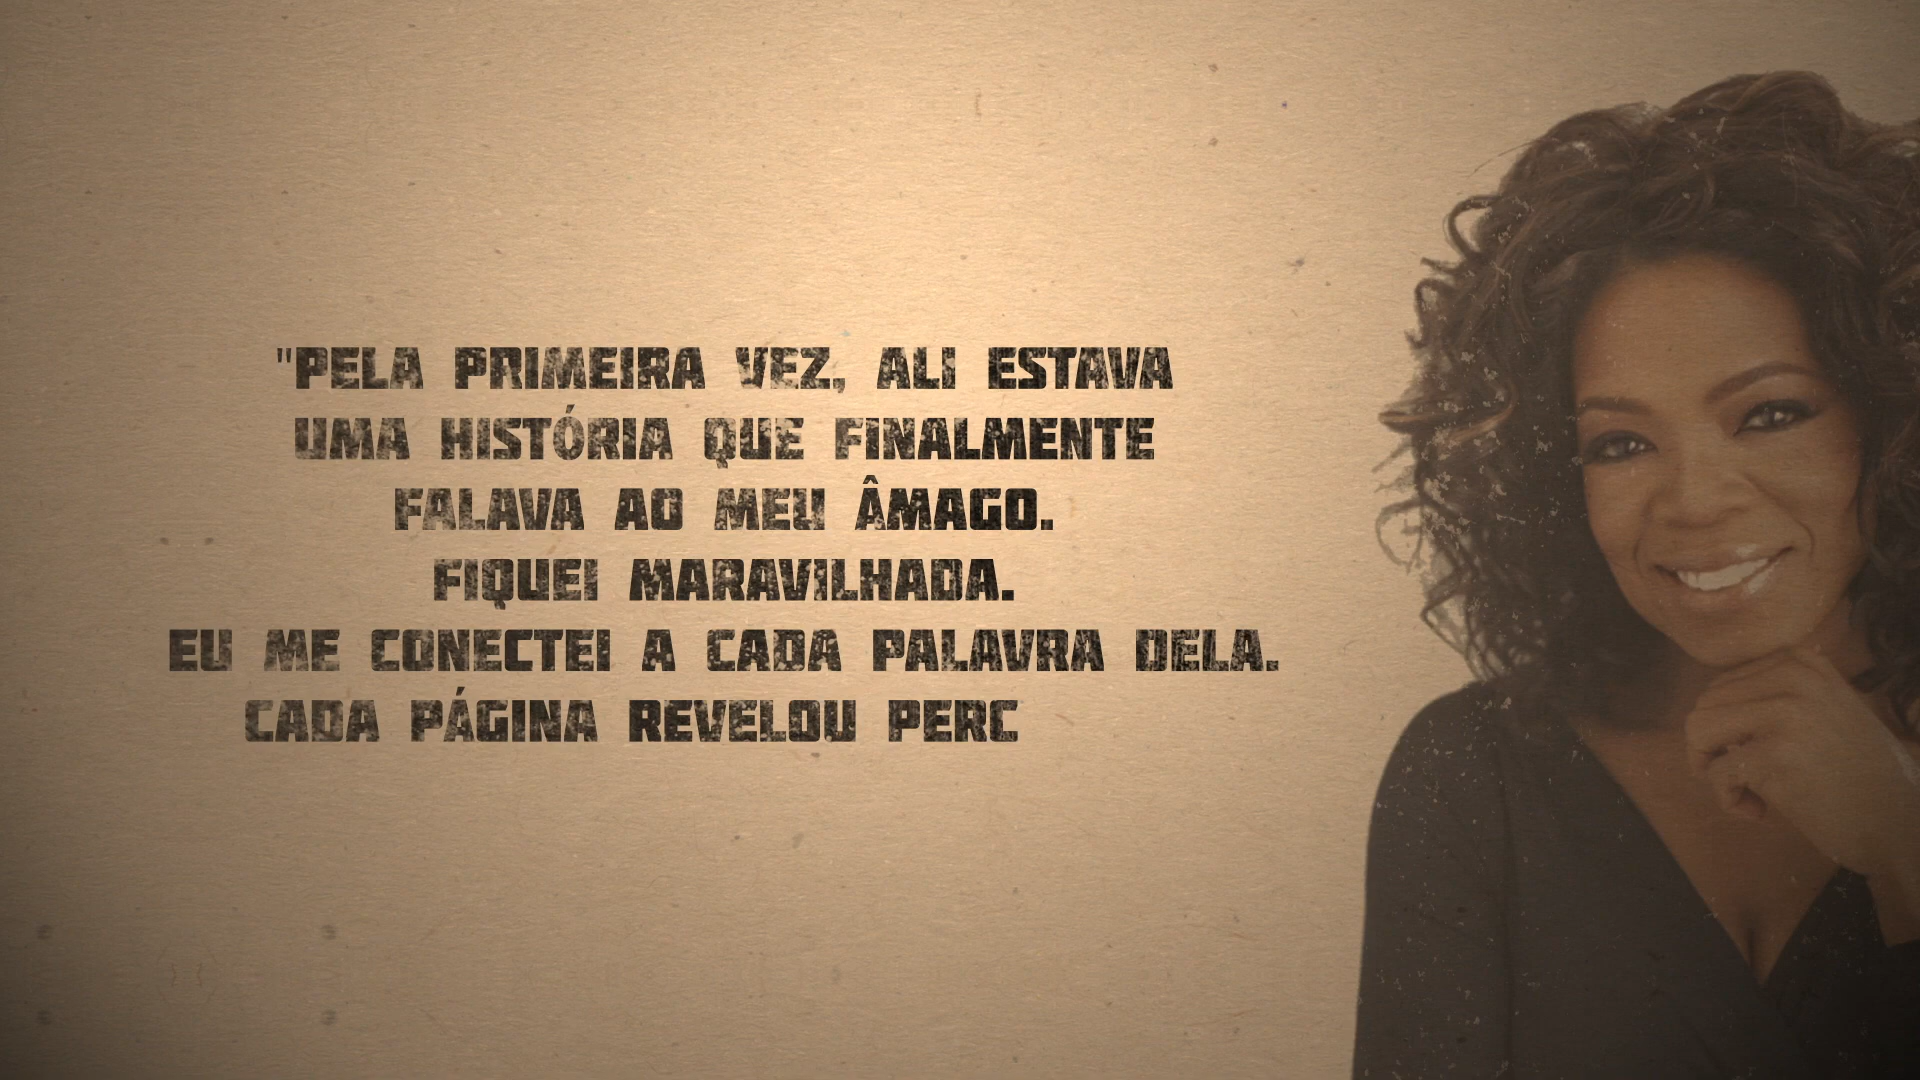 "PELA PRIMEIRA VEZ, ALI ESTAVA
UMA HISTÓRIA QUE FINALMENTE
FALAVA AO MEU ÂMAGO.
FIQUEI MARAVILHADA.
EU ME CONECTEI A CADA PALAVRA DELA.
CADA PÁGINA REVELOU PERC